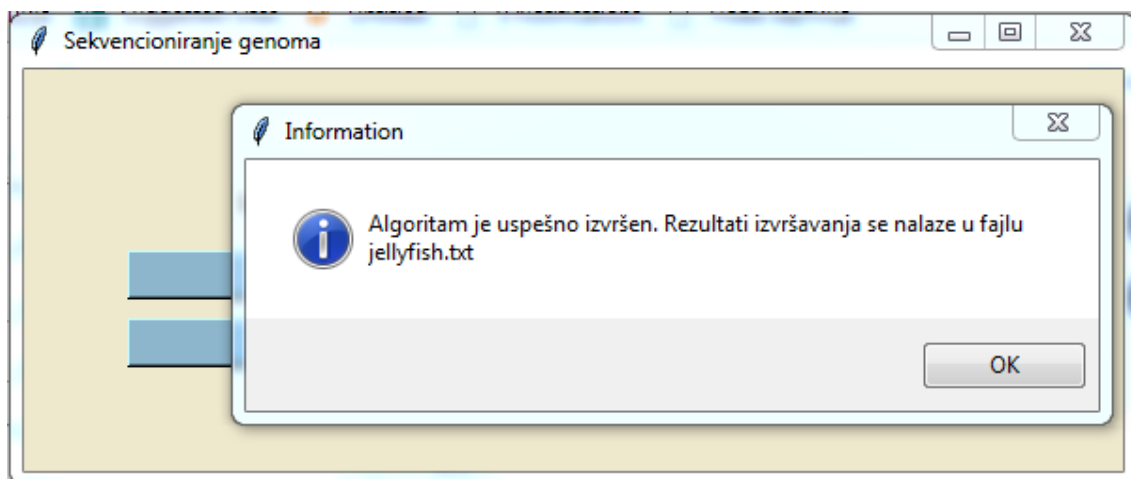 Sekvencioniranje genoma
Information
Algoritam je uspešno izvršen. Rezultati izvršavanja se nalaze u fajlu
jellyfish.txt
OK